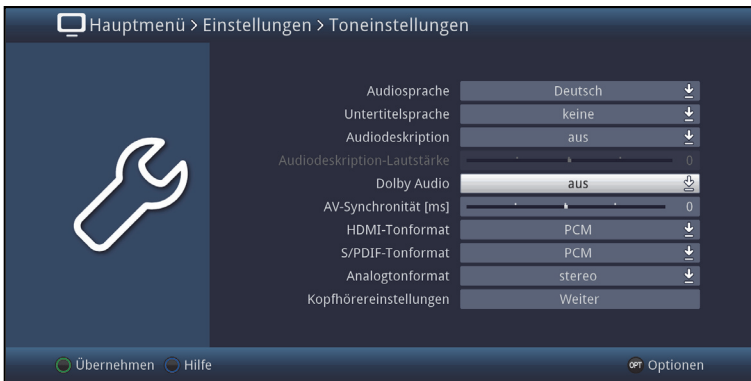 Hauptmenü > Einstellungen > Toneinstellungen
Audiosprache Deutsch
Untertitelsprache keine
Audiodeskription aus
Audiodeskription-Lautstärke 0
Dolby Audio aus
AV-Synchronität [ms] 0
HDMI-Tonformat PCM
S/PDIF-Tonformat PCM
Analogtonformat stereo
Kopfhörereinstellungen Weiter
Übernehmen Hilfe OPT Optionen